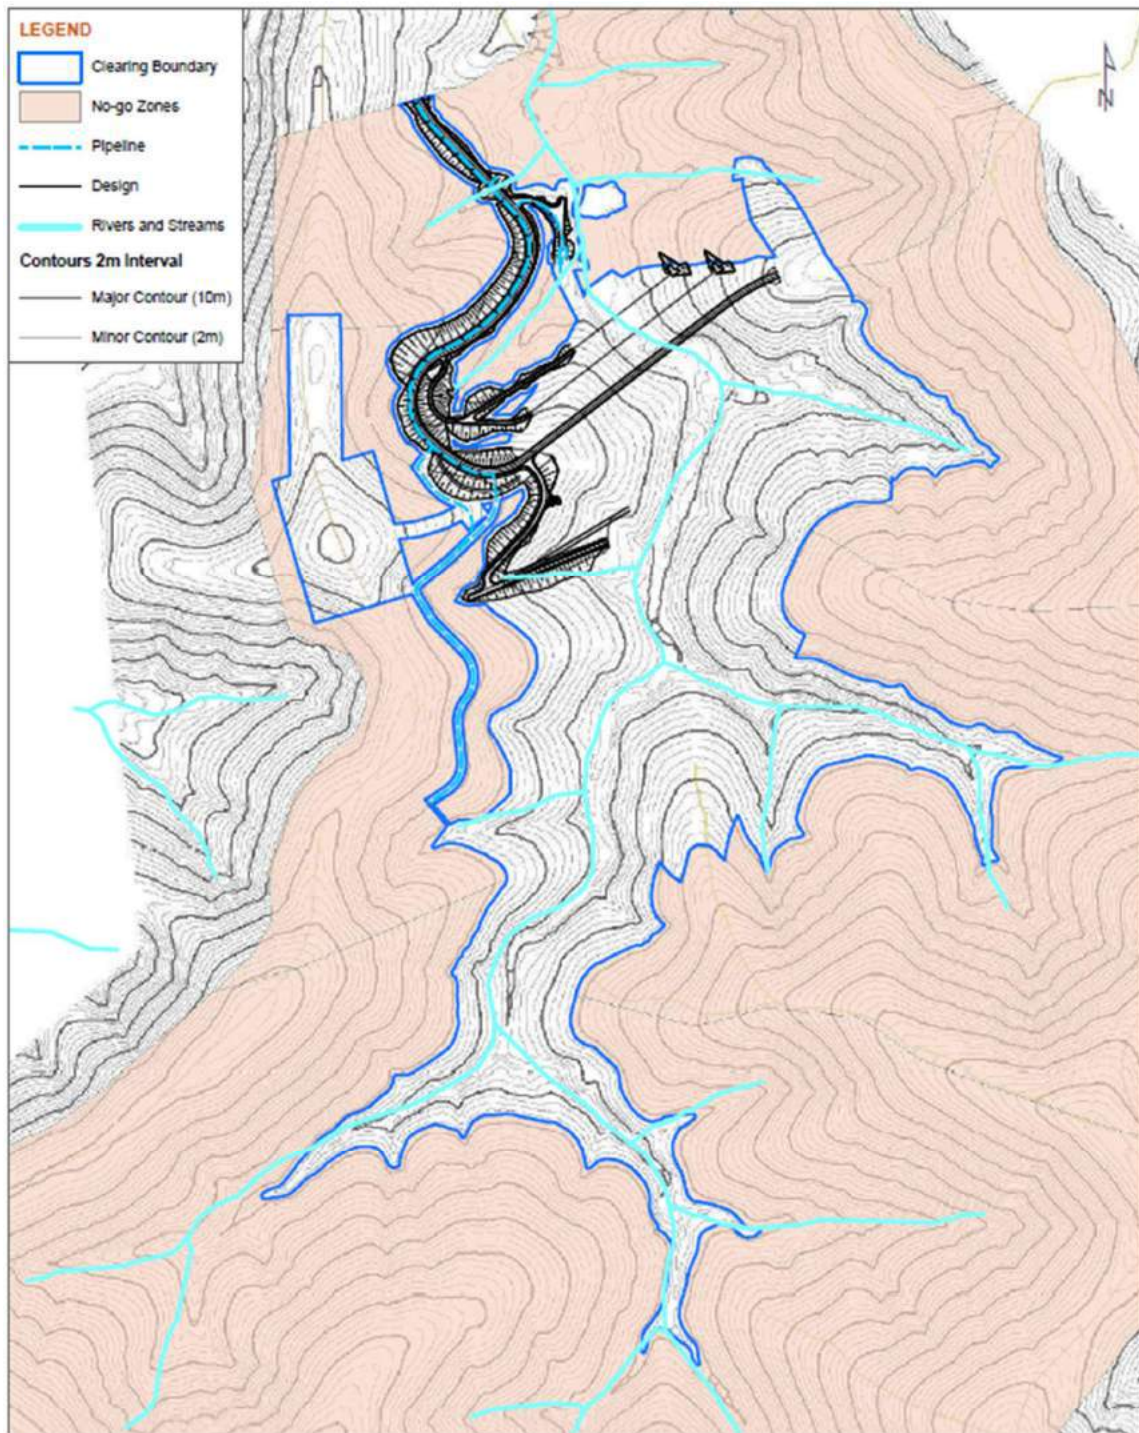 LEGEND
Clearing Boundary
No-go Zones
Pipeline
Design
Rivers and Streams
Contours 2m Interval
Major Contour (10m)
Minor Contour (2m)
N